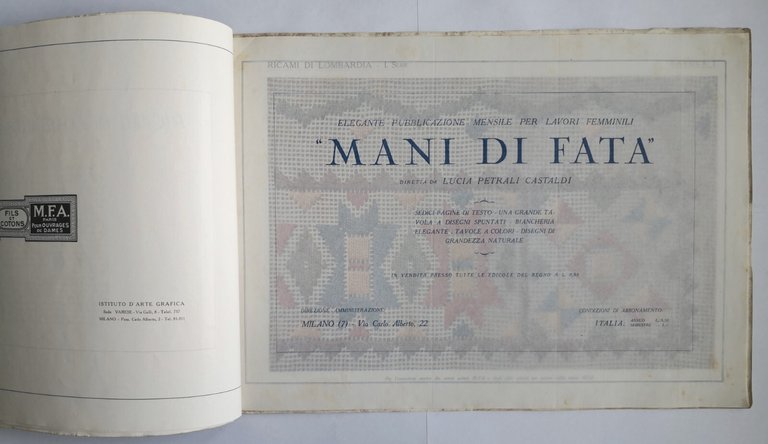 FILS
ET
COTONS
M.F.A.
PARIS
POUR OUVRAGES
DE DAMES
ISTITUTO D'ARTE GRAFICA
Sede VARESE - Via Galli, 8 - Telef.
MILANO - Carlo Alberto, 2 - Tel.
RICAMI DI LOMBARDIA - I. SERIE
ELEGANTE PUBBLICAZIONE MENSILE PER LAVORI FEMMINILI
"MANI DI FATA"
DIRETTA DA LUCIA PETRALI CASTALDI
SEDICI PAGINE DI TESTO - UNA GRANDE TA-
VOLA A DISEGNI SPUNTATI - BIANCHERIA
ELEGANTE - TAVOLE A COLORI - DISEGNI DI
GRANDEZZA NATURALE
IN VENDITA PRESSO TUTTE LE EDICOLE DEL REGNO A L.
DIREZIONE AMMINISTRAZIONE:
MILANO (7) - Via Carlo Alberto, 22
CONDIZIONI DI ABBONAMENTO:
ITALIA:
ANNUO
SEMESTRE